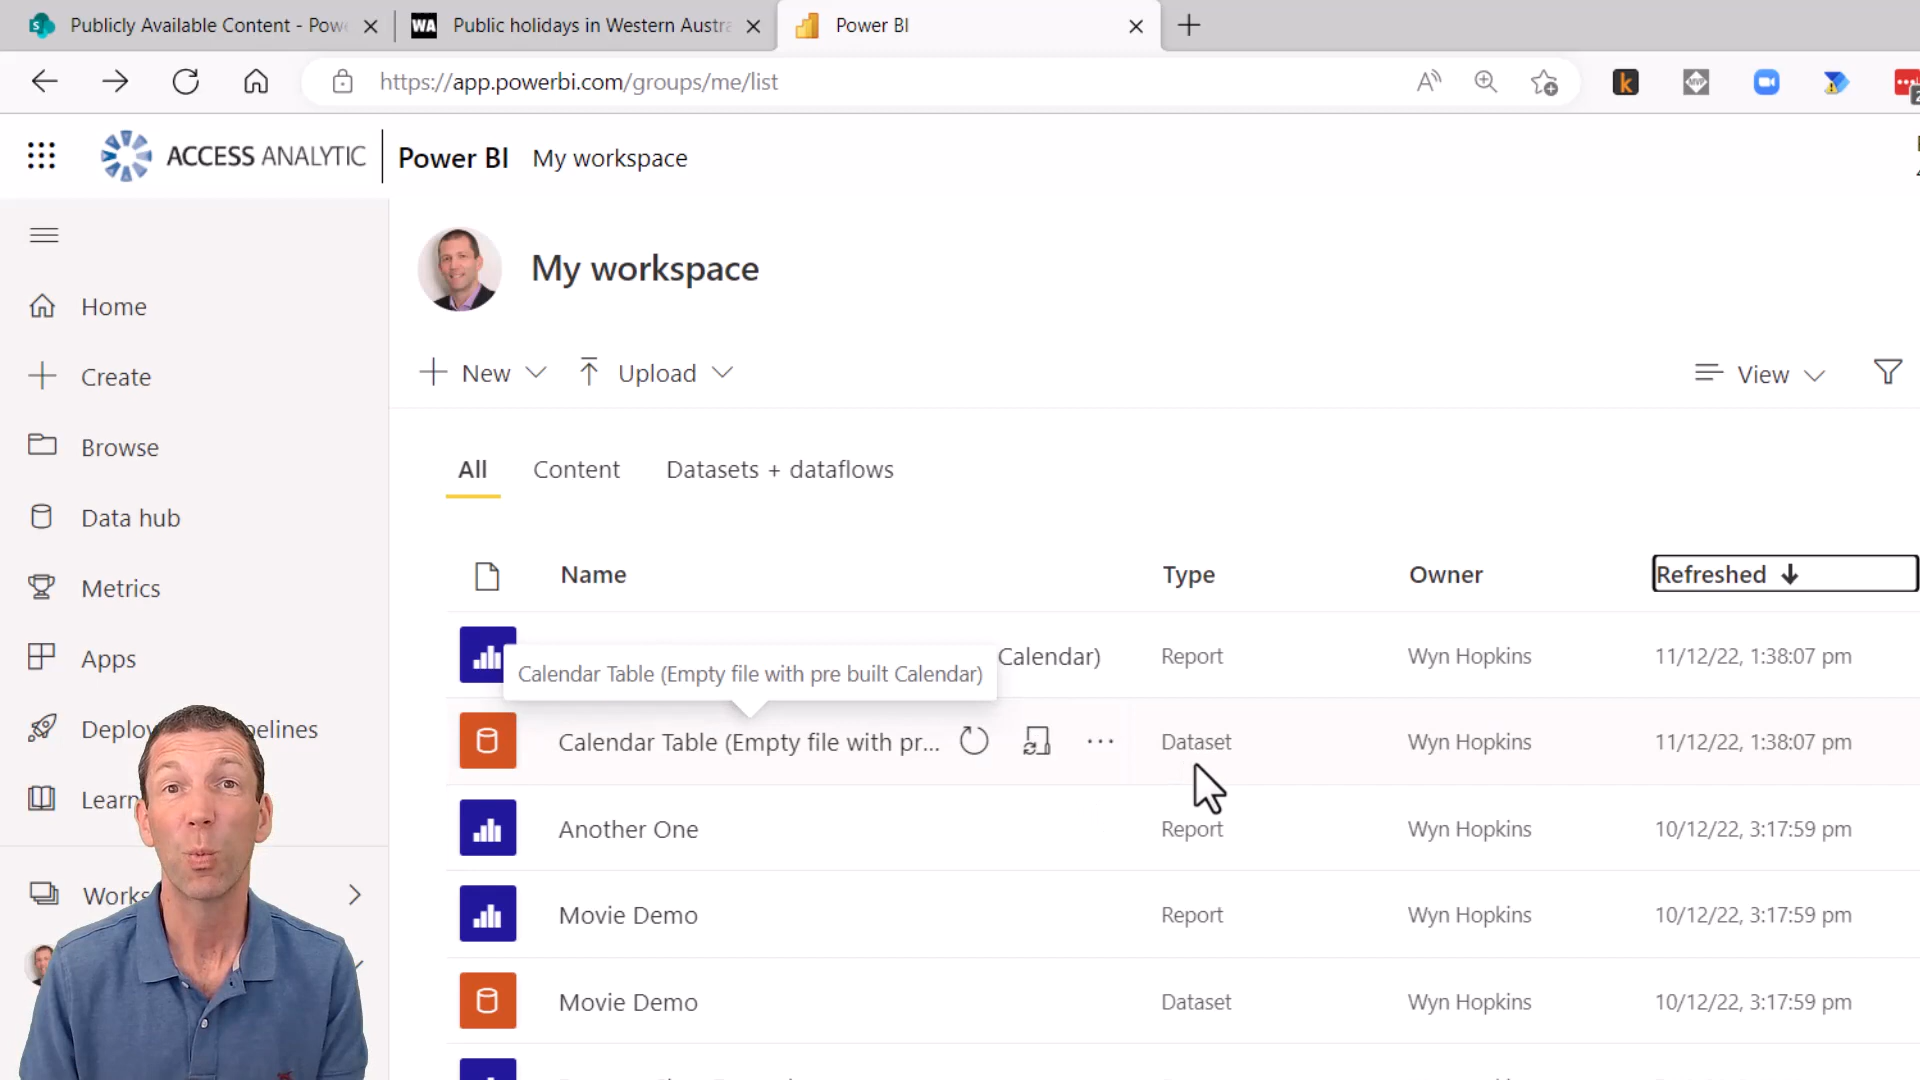 Publicly Available Content - Pow
WA Public holidays in Western Austra
Power BI
https://app.powerbi.com/groups/me/list
ACCESS ANALYTIC
Power BI My workspace
My workspace
Home
Create
Browse
Data hub
Metrics
Apps
Deplo pelines
Learn
Works
New
Upload
View
All Content Datasets + dataflows
Name Type Owner Refreshed
Calendar Table (Empty file with pre built Calendar)
Calendar) Report Wyn Hopkins 11/12/22, 1:38:07 pm
Calendar Table (Empty file with pr... Dataset Wyn Hopkins 11/12/22, 1:38:07 pm
Another One Report Wyn Hopkins 10/12/22, 3:17:59 pm
Movie Demo Report Wyn Hopkins 10/12/22, 3:17:59 pm
Movie Demo Dataset Wyn Hopkins 10/12/22, 3:17:59 pm